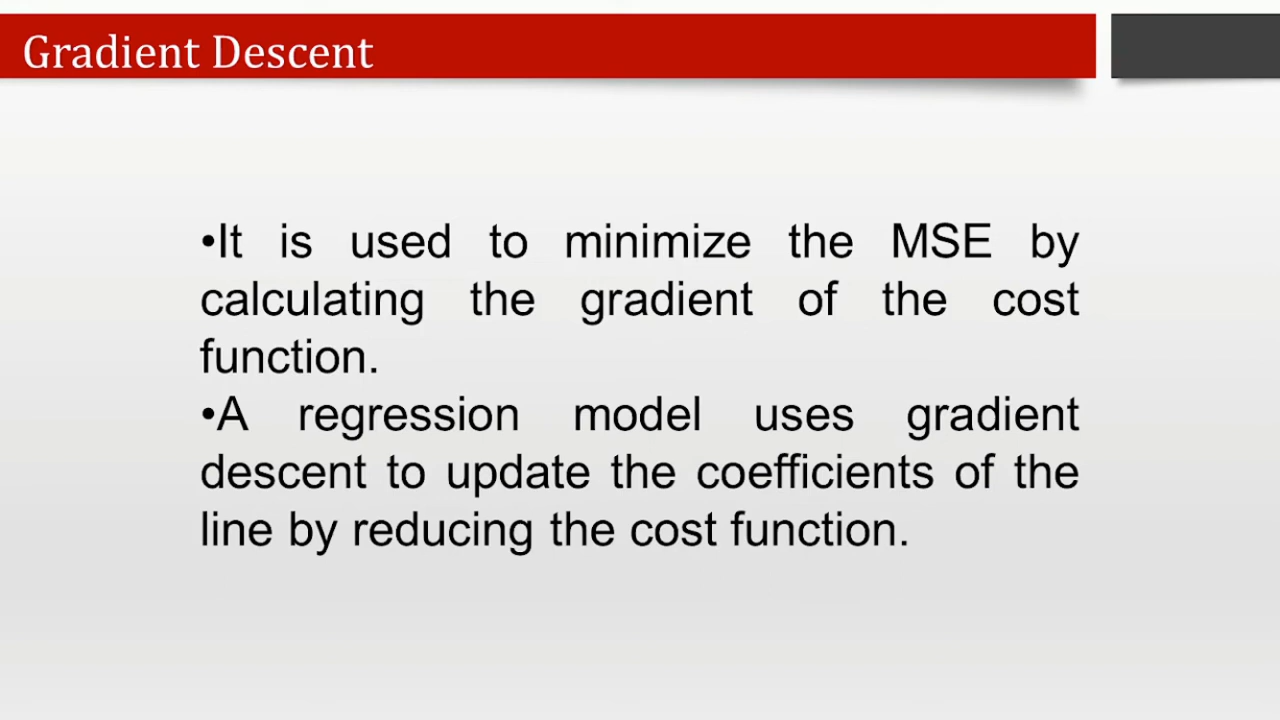 Gradient Descent
•It is used to minimize the MSE by
calculating the gradient of the cost
function.
•A regression model uses gradient
descent to update the coefficients of the
line by reducing the cost function.